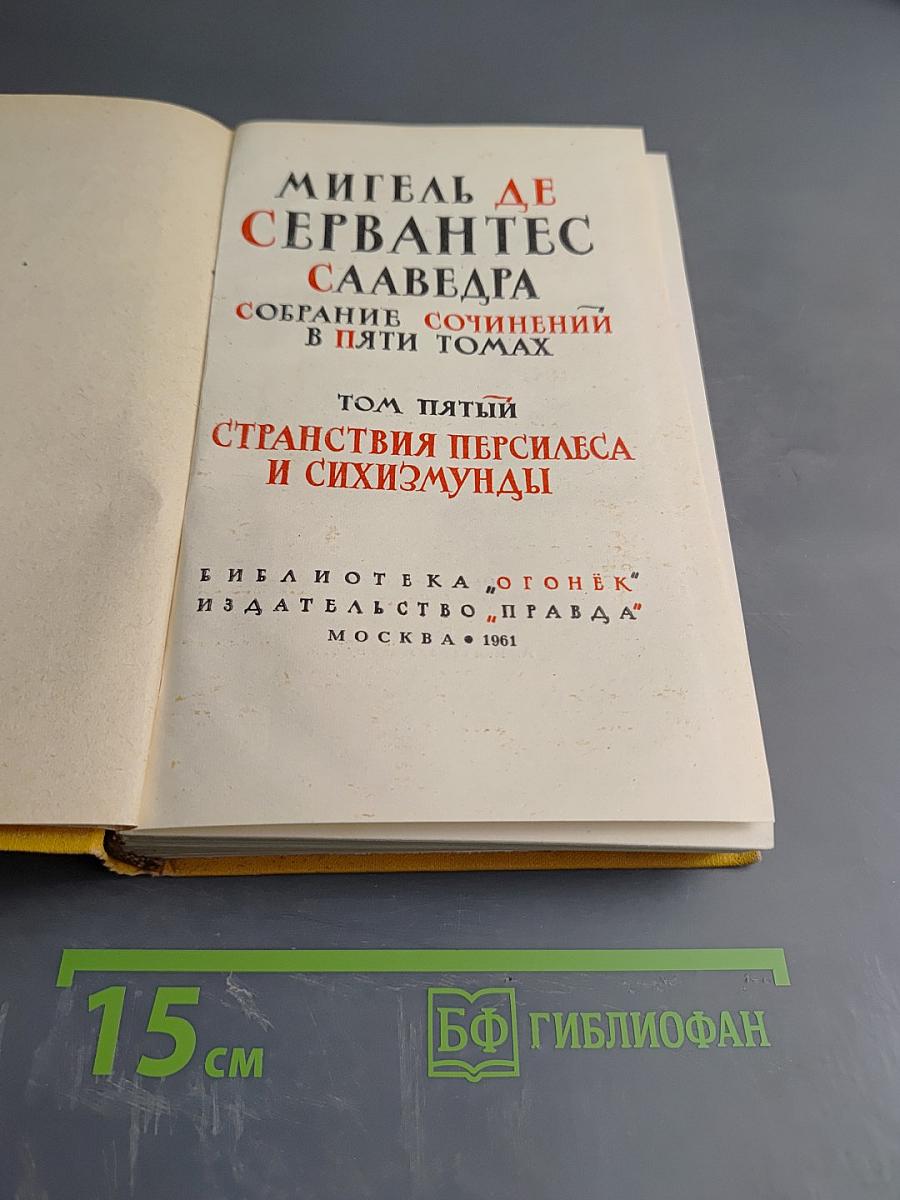 МИГЕЛЬ ДЕ
СЕРВАНТЕС
СААВЕДРА
СОБРАНИЕ СОЧИНЕНИЙ
В ПЯТИ ТОМАХ
ТОМ ПЯТЫЙ
СТРАНСТВИЯ ПЕРСИЛЕСА
И СИХИЗМУНДЫ
БИБЛИОТЕКА „ОГОНЁК“
ИЗДАТЕЛЬСТВО „ПРАВДА“
МОСКВА • 1961
15 см
БФ ГИБЛИОФАН